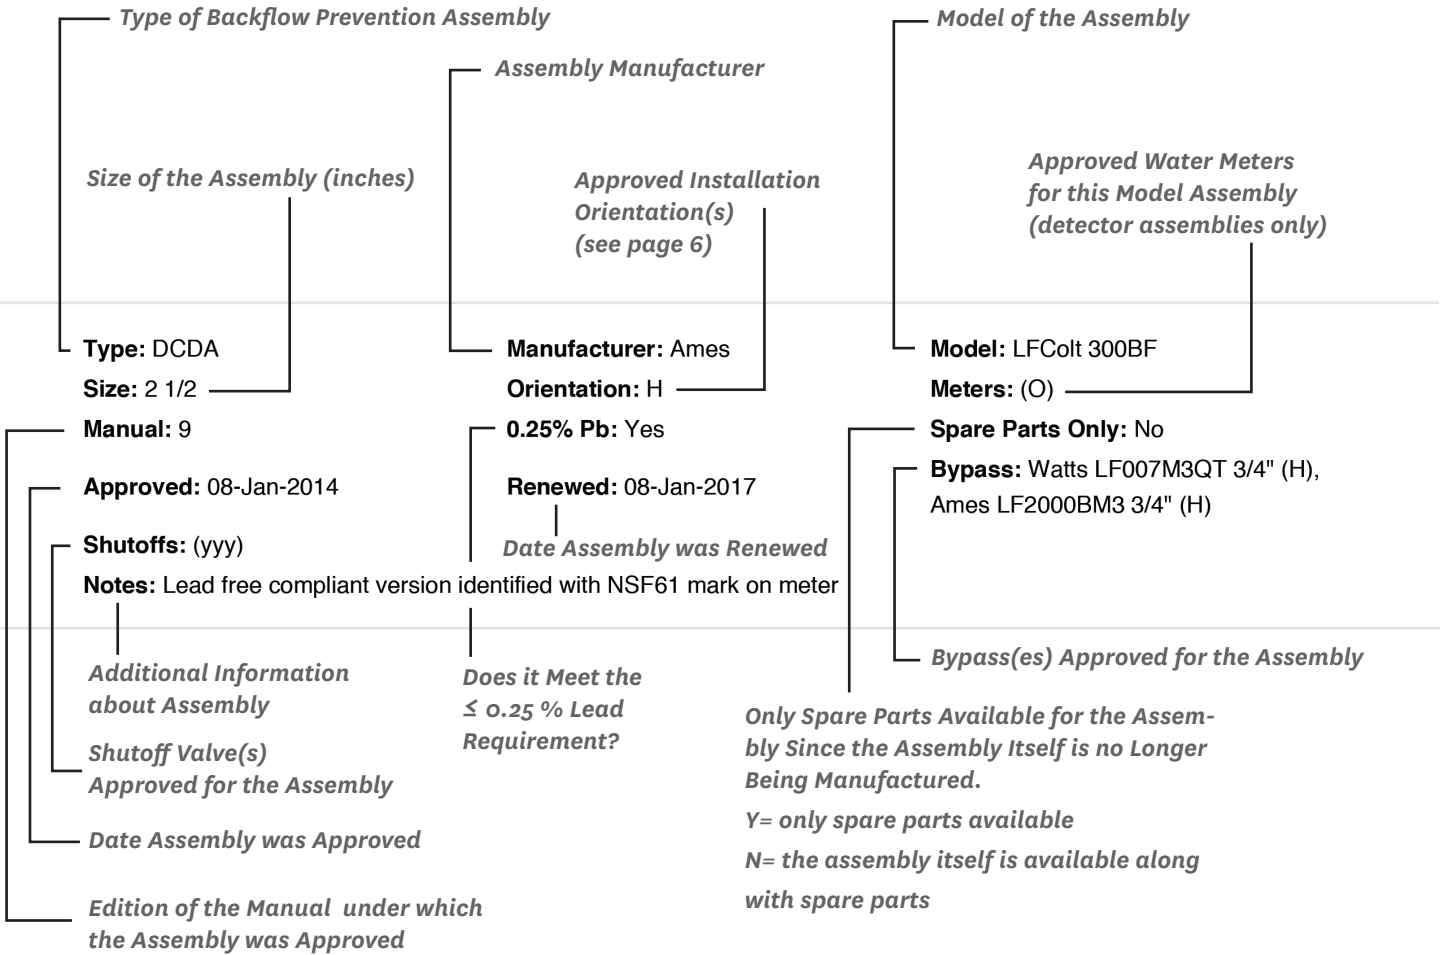 Type of Backflow Prevention Assembly
Model of the Assembly
Assembly Manufacturer
Size of the Assembly (inches)
Approved Installation
Orientation(s)
(see page 6)
Approved Water Meters
for this Model Assembly
(detector assemblies only)
Type: DCDA
Manufacturer: Ames
Model: LFColt 300BF
Size: 2 1/2
Orientation: H
Meters: (O)
Manual: 9
0.25% Pb: Yes
Spare Parts Only: No
Bypass: Watts LF007M3QT 3/4" (H),
Ames LF2000BM3 3/4" (H)
Approved: 08-Jan-2014
Renewed: 08-Jan-2017
Shutoffs: (yyy)
Date Assembly was Renewed
Notes: Lead free compliant version identified with NSF61 mark on meter
Additional Information
about Assembly
Does it Meet the
≤ 0.25 % Lead
Requirement?
Bypass(es) Approved for the Assembly
Only Spare Parts Available for the Assem-
bly Since the Assembly Itself is no Longer
Being Manufactured.
Y= only spare parts available
N= the assembly itself is available along
with spare parts
Shutoff Valve(s)
Approved for the Assembly
Date Assembly was Approved
Edition of the Manual  under which
the Assembly was Approved